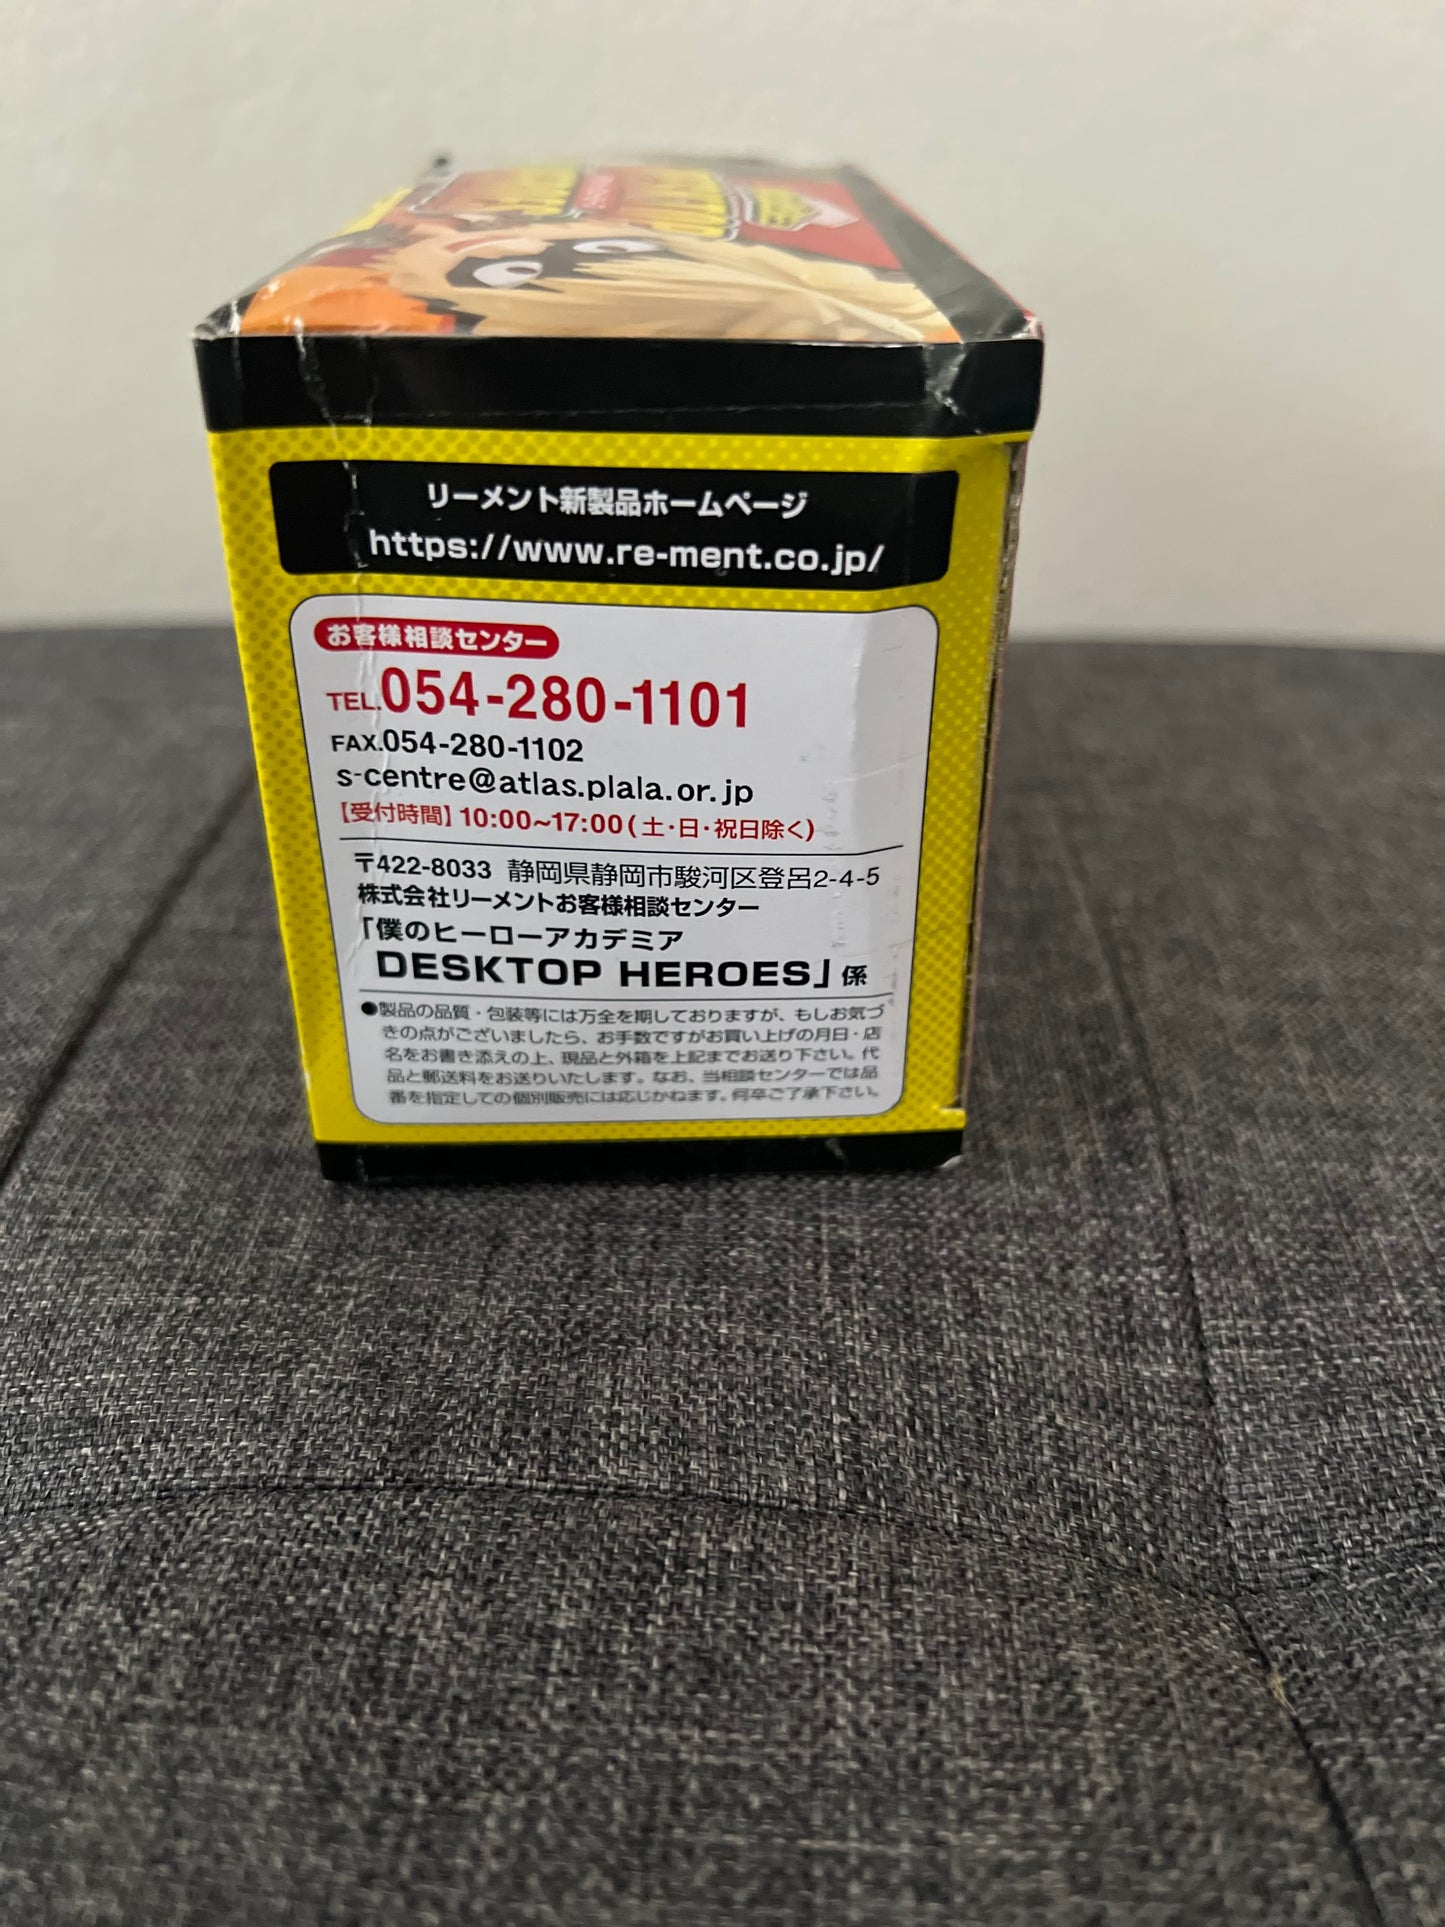 リーメント新製品ホームページ
https://www.re-ment.co.jp/
お客様相談センター
TEL.054-280-1101
FAX.054-280-1102
s-centre@atlas.plala.or.jp
【受付時間】10:00~17:00(土・日・祝日除く)
〒422-8033 静岡県静岡市駿河区登呂2-4-5
株式会社リーメントお客様相談センター
「僕のヒーローアカデミア
DESKTOP HEROES」係
●製品の品質・包装等には万全を期しておりますが、もしお気づ
きの点がございましたら、お手数ですがお買い上げの月日・店
名をお書き添えの上、現品と外箱を上記までお送り下さい。代
品と郵送料をお送りいたします。なお、当相談センターでは品
番を指定しての個別販売には応じかねます。何卒ご了承下さい。